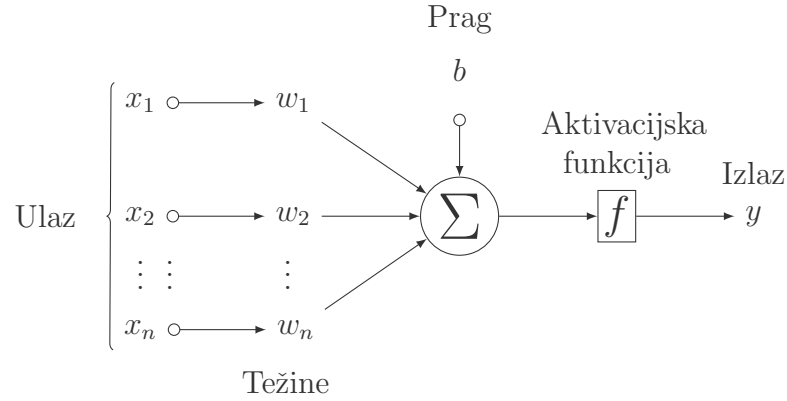 Prag
b
x₁ w₁
Aktivacijska
funkcija
Izlaz
Ulaz x₂ w₂ ∑ f y
⋮ ⋮ ⋮
xₙ wₙ
Težine